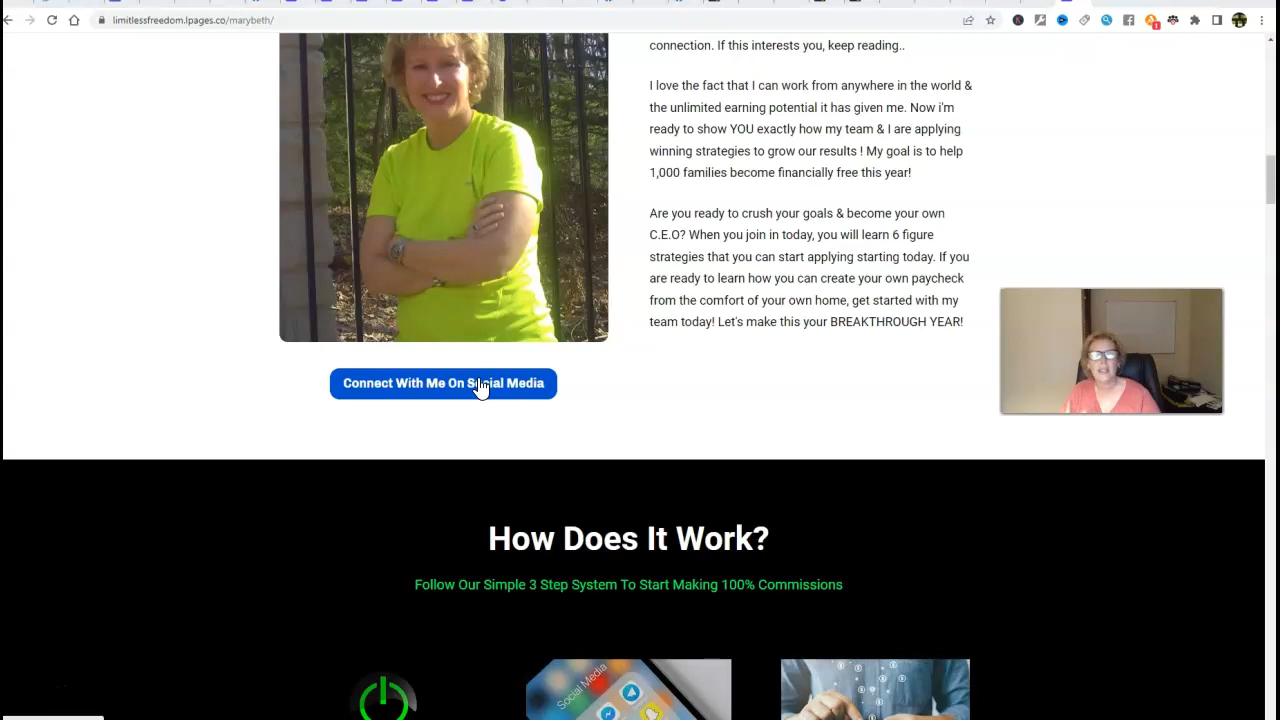 limitlessfreedom.lpages.co/marybeth/
connection. If this interests you, keep reading..
I love the fact that I can work from anywhere in the world &
the unlimited earning potential it has given me. Now i'm
ready to show YOU exactly how my team & I are applying
winning strategies to grow our results ! My goal is to help
1,000 families become financially free this year!
Are you ready to crush your goals & become your own
C.E.O? When you join in today, you will learn 6 figure
strategies that you can start applying starting today. If you
are ready to learn how you can create your own paycheck
from the comfort of your own home, get started with my
team today! Let's make this your BREAKTHROUGH YEAR!
Connect With Me On Social Media
How Does It Work?
Follow Our Simple 3 Step System To Start Making 100% Commissions
Social Media